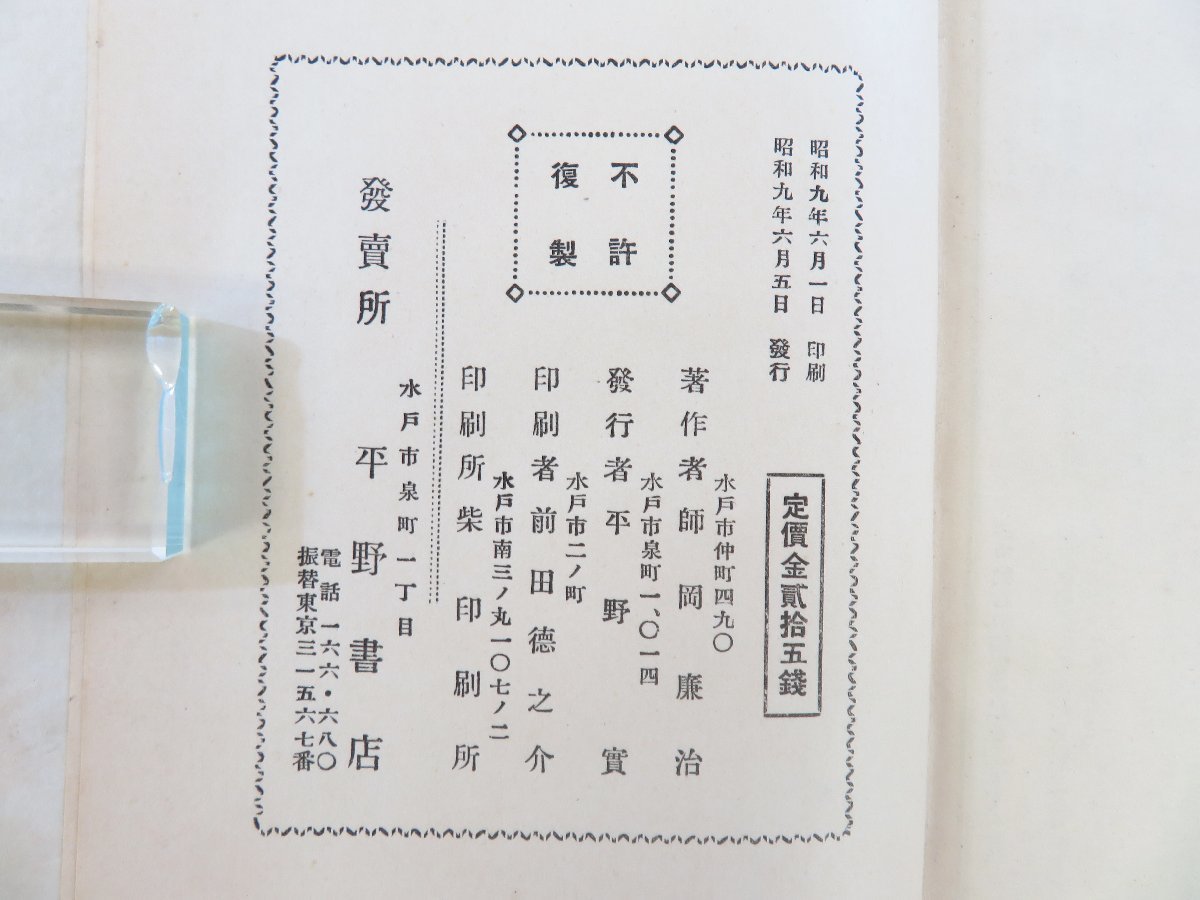 昭和九年六月一日 印刷
昭和九年六月五日 發行
定價金貳拾五錢
不許
復製
水戸市仲町四九〇
著作者 師岡廉治
水戸市泉町一、〇一四
發行者 平野實
水戸市二ノ町
印刷者 前田德之介
水戸市南三ノ丸一〇七ノ二
印刷所 柴印刷所
水戸市泉町一丁目
發賣所 平野書店
電話 一六六・六八〇
振替東京三一五六七番